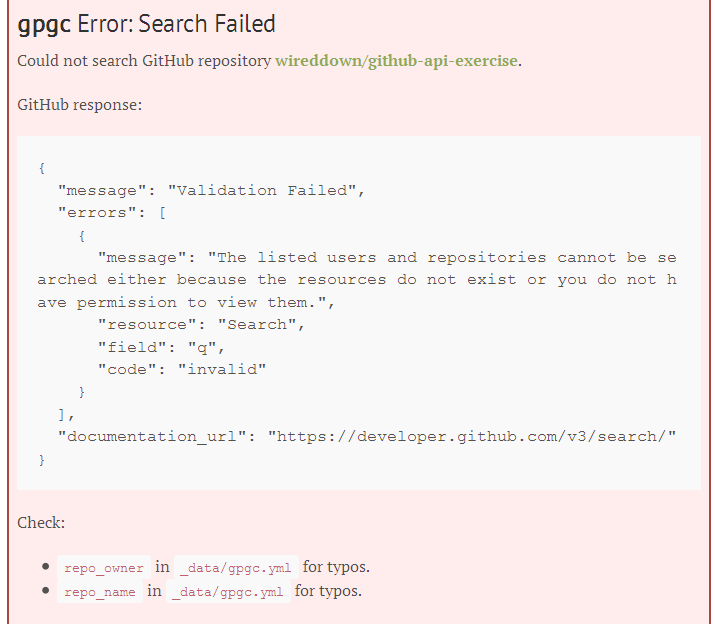 gpgc Error: Search Failed
Could not search GitHub repository wireddown/github-api-exercise.
GitHub response:
{
"message": "Validation Failed",
"errors": [
{
"message": "The listed users and repositories cannot be se
arched either because the resources do not exist or you do not h
ave permission to view them.",
"resource": "Search",
"field": "q",
"code": "invalid"
}
],
"documentation_url": "https://developer.github.com/v3/search/"
}
Check:
• repo_owner in _data/gpgc.yml for typos.
• repo_name in _data/gpgc.yml for typos.